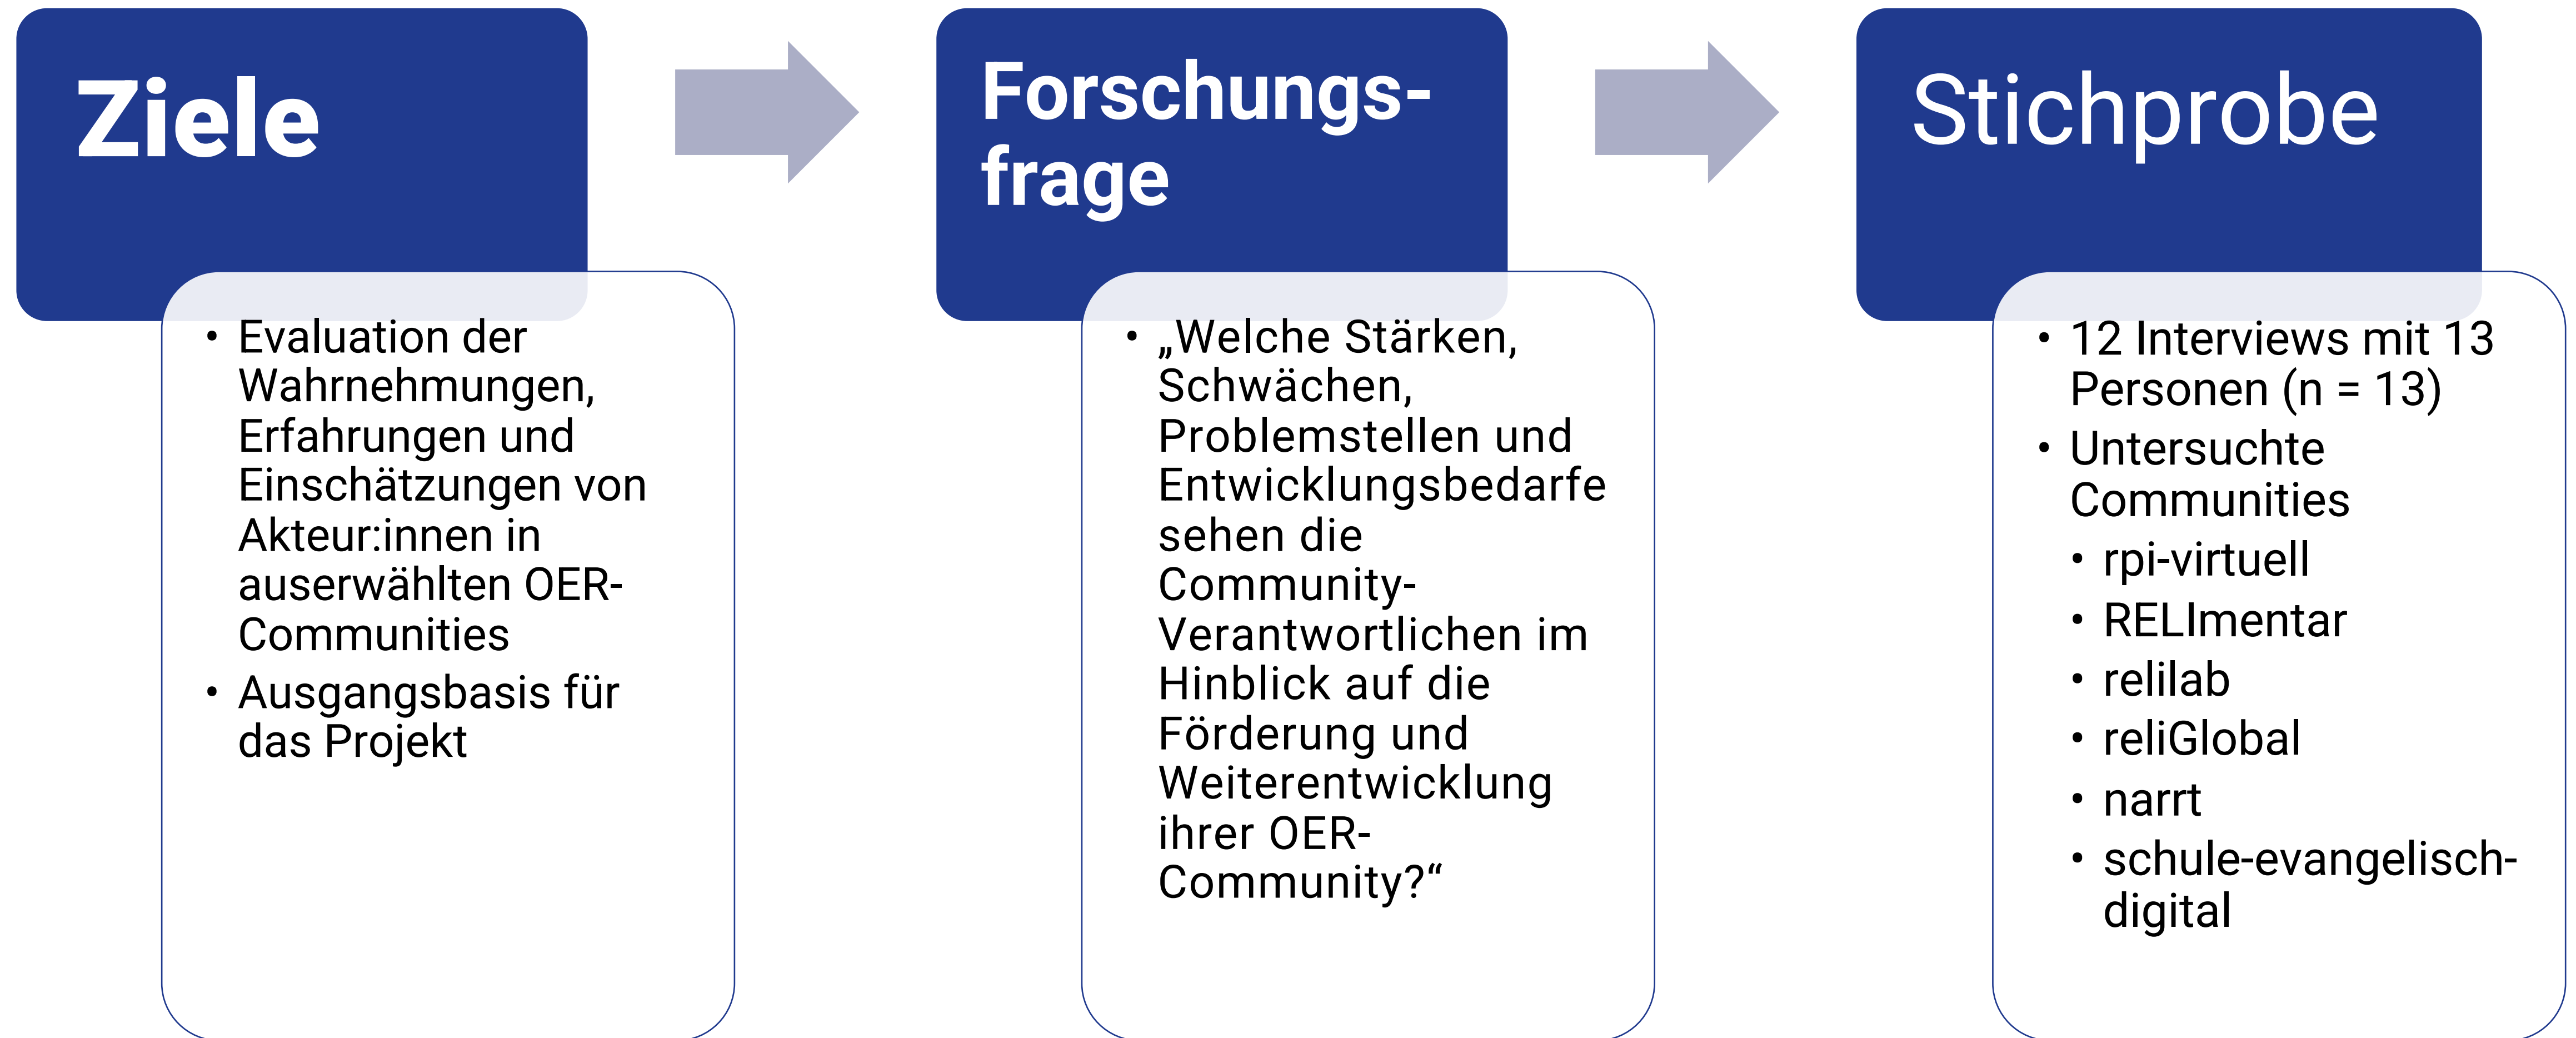 Ziele
• Evaluation der
Wahrnehmungen,
Erfahrungen und
Einschätzungen von
Akteur:innen in
auserwählten OER-
Communities
• Ausgangsbasis für
das Projekt
Forschungs-
frage
• „Welche Stärken,
Schwächen,
Problemstellen und
Entwicklungsbedarfe
sehen die
Community-
Verantwortlichen im
Hinblick auf die
Förderung und
Weiterentwicklung
ihrer OER-
Community?“
Stichprobe
• 12 Interviews mit 13
Personen (n = 13)
• Untersuchte
Communities
• rpi-virtuell
• RELImentar
• relilab
• reliGlobal
• narrt
• schule-evangelisch-
digital